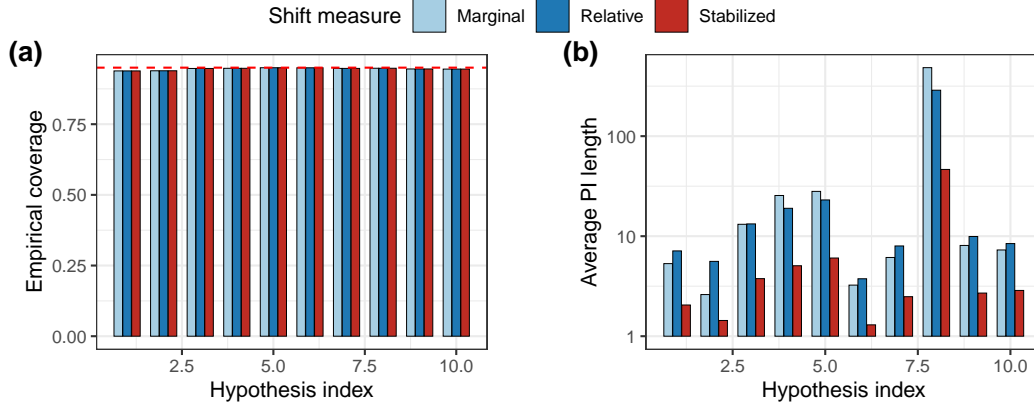 Shift measure Marginal Relative Stabilized
(a)
Empirical coverage
0.75
0.50
0.25
0.00
2.5 5.0 7.5 10.0
Hypothesis index
(b)
Average PI length
100
10
1
2.5 5.0 7.5 10.0
Hypothesis index